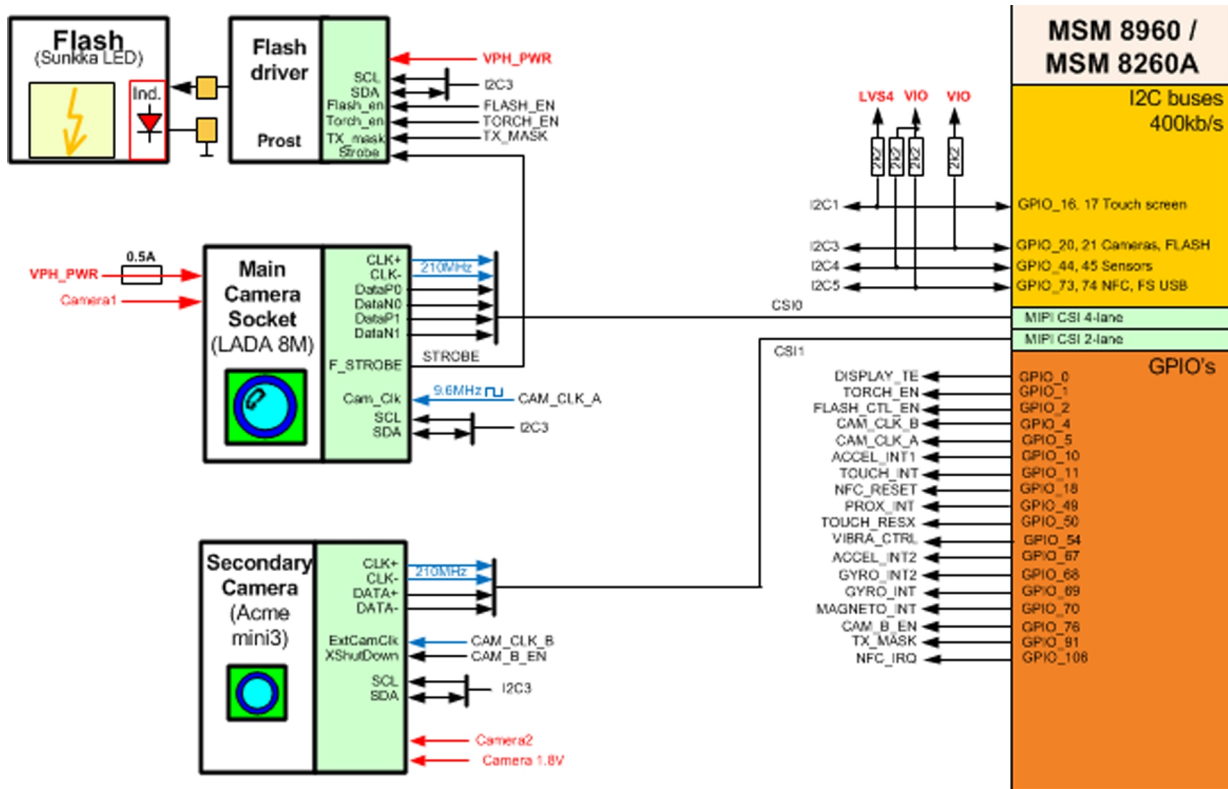 Flash
(Sunkka LED)
Ind.
Flash
driver
Prost
SCL
SDA
Flash_en
Torch_en
TX_mask
Strobe
VPH_PWR
I2C3
FLASH_EN
TORCH_EN
TX_MASK
MSM 8960 /
MSM 8260A
I2C buses
400kb/s
LVS4 VIO VIO
2k2 2k2 2k2 2k2
I2C1 GPIO_16, 17 Touch screen
I2C3 GPIO_20, 21 Cameras, FLASH
I2C4 GPIO_44, 45 Sensors
I2C5 GPIO_73, 74 NFC, FS USB
CSI0 MIPI CSI 4-lane
CSI1 MIPI CSI 2-lane
0.5A
VPH_PWR
Camera1
Main
Camera
Socket
(LADA 8M)
CLK+
CLK-
210MHz
DataP0
DataN0
DataP1
DataN1
F_STROBE
STROBE
Cam_Clk
9.6MHz
CAM_CLK_A
SCL
SDA
I2C3
Secondary
Camera
(Acme
mini3)
CLK+
CLK-
210MHz
DATA+
DATA-
ExtCamClk
CAM_CLK_B
XShutDown
CAM_B_EN
SCL
SDA
I2C3
Camera2
Camera 1.8V
GPIO's
DISPLAY_TE GPIO_0
TORCH_EN GPIO_1
FLASH_CTL_EN GPIO_2
CAM_CLK_B GPIO_4
CAM_CLK_A GPIO_5
ACCEL_INT1 GPIO_10
TOUCH_INT GPIO_11
NFC_RESET GPIO_18
PROX_INT GPIO_49
TOUCH_RESX GPIO_50
VIBRA_CTRL GPIO_54
ACCEL_INT2 GPIO_67
GYRO_INT2 GPIO_68
GYRO_INT GPIO_69
MAGNETO_INT GPIO_70
CAM_B_EN GPIO_76
TX_MASK GPIO_91
NFC_IRQ GPIO_106